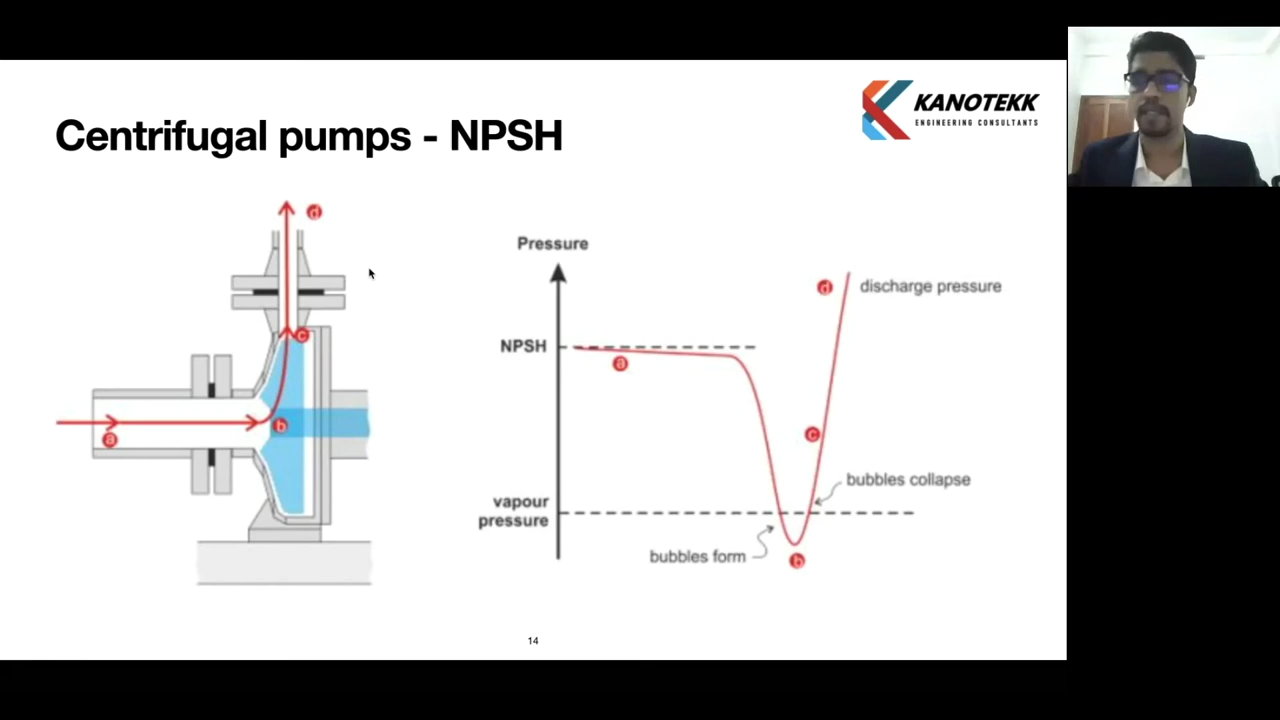 KANOTEKK
ENGINEERING CONSULTANTS
Centrifugal pumps - NPSH
d
c
b
a
Pressure
d
discharge pressure
NPSH
a
c
bubbles collapse
vapour
pressure
bubbles form
b
14